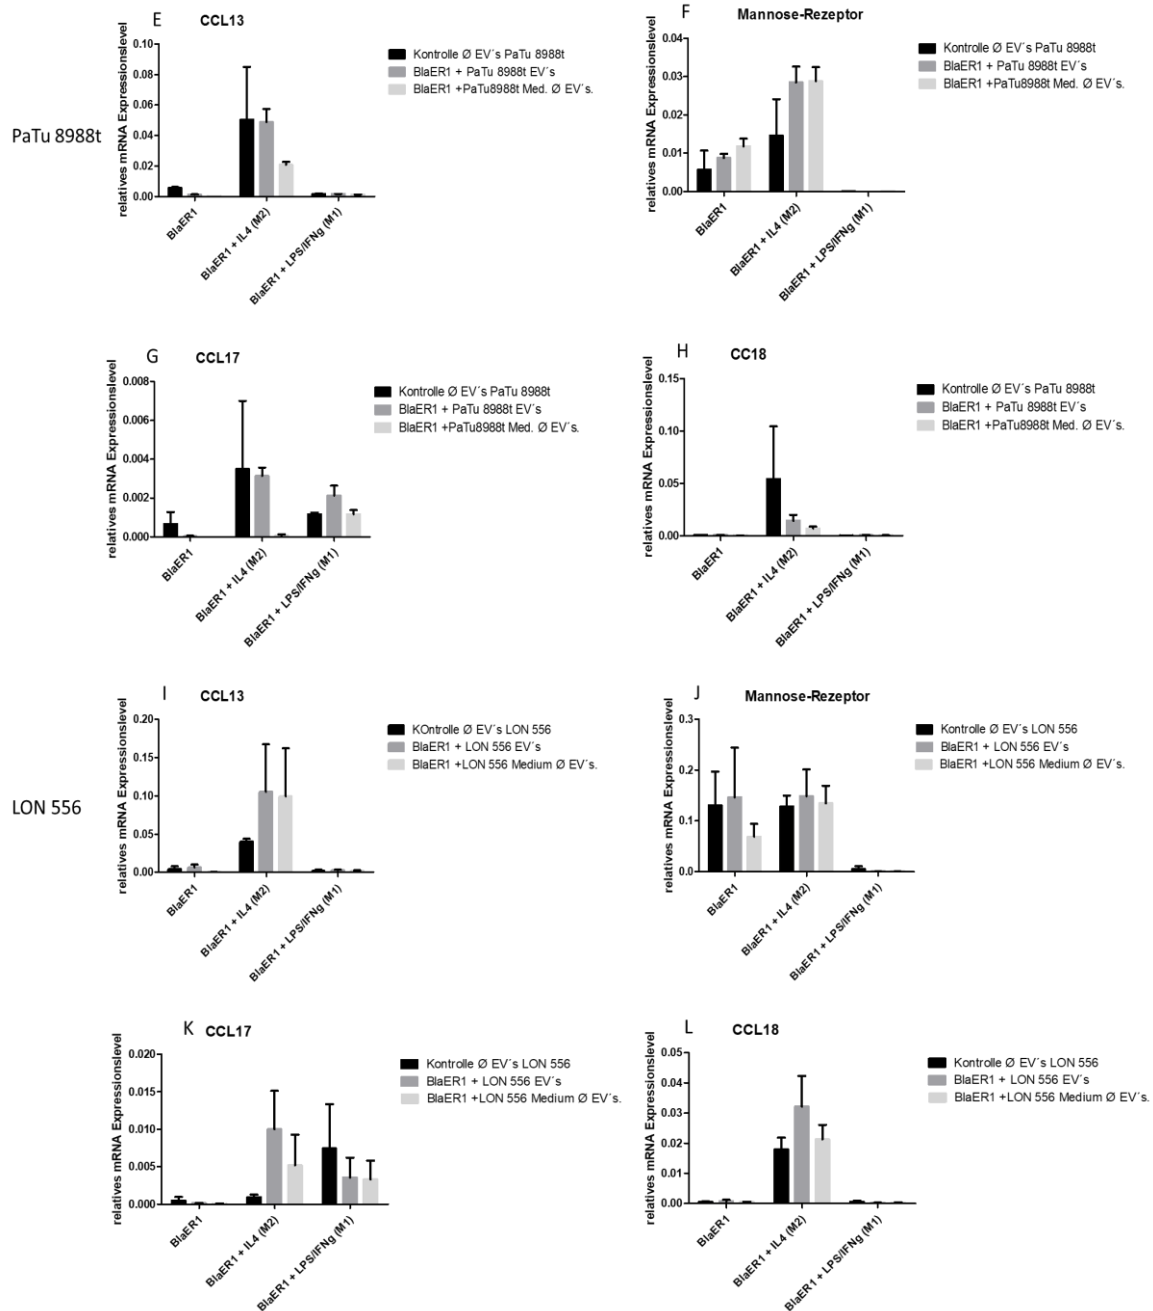 E CCL13
relatives mRNA Expressionslevel
0.10
0.08
0.06
0.04
0.02
0.00
BlaER1
BlaER1 + IL4 (M2)
BlaER1 + LPS/IFNg (M1)
Kontrolle Ø EV´s PaTu 8988t
BlaER1 + PaTu 8988t EV´s
BlaER1 +PaTu8988t Med. Ø EV´s.
F Mannose-Rezeptor
relatives mRNA Expressionslevel
0.04
0.03
0.02
0.01
0.00
BlaER1
BlaER1 + IL4 (M2)
BlaER1 + LPS/IFNg (M1)
Kontrolle Ø EV´s PaTu 8988t
BlaER1 + PaTu 8988t EV´s
BlaER1 +PaTu8988t Med. Ø EV´s.
PaTu 8988t
G CCL17
relatives mRNA Expressionslevel
0.008
0.006
0.004
0.002
0.000
BlaER1
BlaER1 + IL4 (M2)
BlaER1 + LPS/IFNg (M1)
Kontrolle Ø EV´s PaTu 8988t
BlaER1 + PaTu 8988t EV´s
BlaER1 +PaTu8988t Med. Ø EV´s.
H CC18
relatives mRNA Expressionslevel
0.15
0.10
0.05
0.00
BlaER1
BlaER1 + IL4 (M2)
BlaER1 + LPS/IFNg (M1)
Kontrolle Ø EV´s PaTu 8988t
BlaER1 + PaTu 8988t EV´s
BlaER1 +PaTu8988t Med. Ø EV´s.
I CCL13
relatives mRNA Expressionslevel
0.20
0.15
0.10
0.05
0.00
BlaER1
BlaER1 + IL4 (M2)
BlaER1 + LPS/IFNg (M1)
KOntrolle Ø EV´s LON 556
BlaER1 + LON 556 EV´s
BlaER1 +LON 556 Medium Ø EV´s.
J Mannose-Rezeptor
relatives mRNA Expressionslevel
0.3
0.2
0.1
0.0
BlaER1
BlaER1 + IL4 (M2)
BlaER1 + LPS/IFNg (M1)
Kontrolle Ø EV´s LON 556
BlaER1 + LON 556 EV´s
BlaER1 +LON 556 Medium Ø EV´s.
LON 556
K CCL17
relatives mRNA Expressionslevel
0.020
0.015
0.010
0.005
0.000
BlaER1
BlaER1 + IL4 (M2)
BlaER1 + LPS/IFNg (M1)
Kontrolle Ø EV´s LON 556
BlaER1 + LON 556 EV´s
BlaER1 +LON 556 Medium Ø EV´s.
L CCL18
relatives mRNA Expressionslevel
0.05
0.04
0.03
0.02
0.01
0.00
BlaER1
BlaER1 + IL4 (M2)
BlaER1 + LPS/IFNg (M1)
Kontrolle Ø EV´s LON 556
BlaER1 + LON 556 EV´s
BlaER1 +LON 556 Medium Ø EV´s.